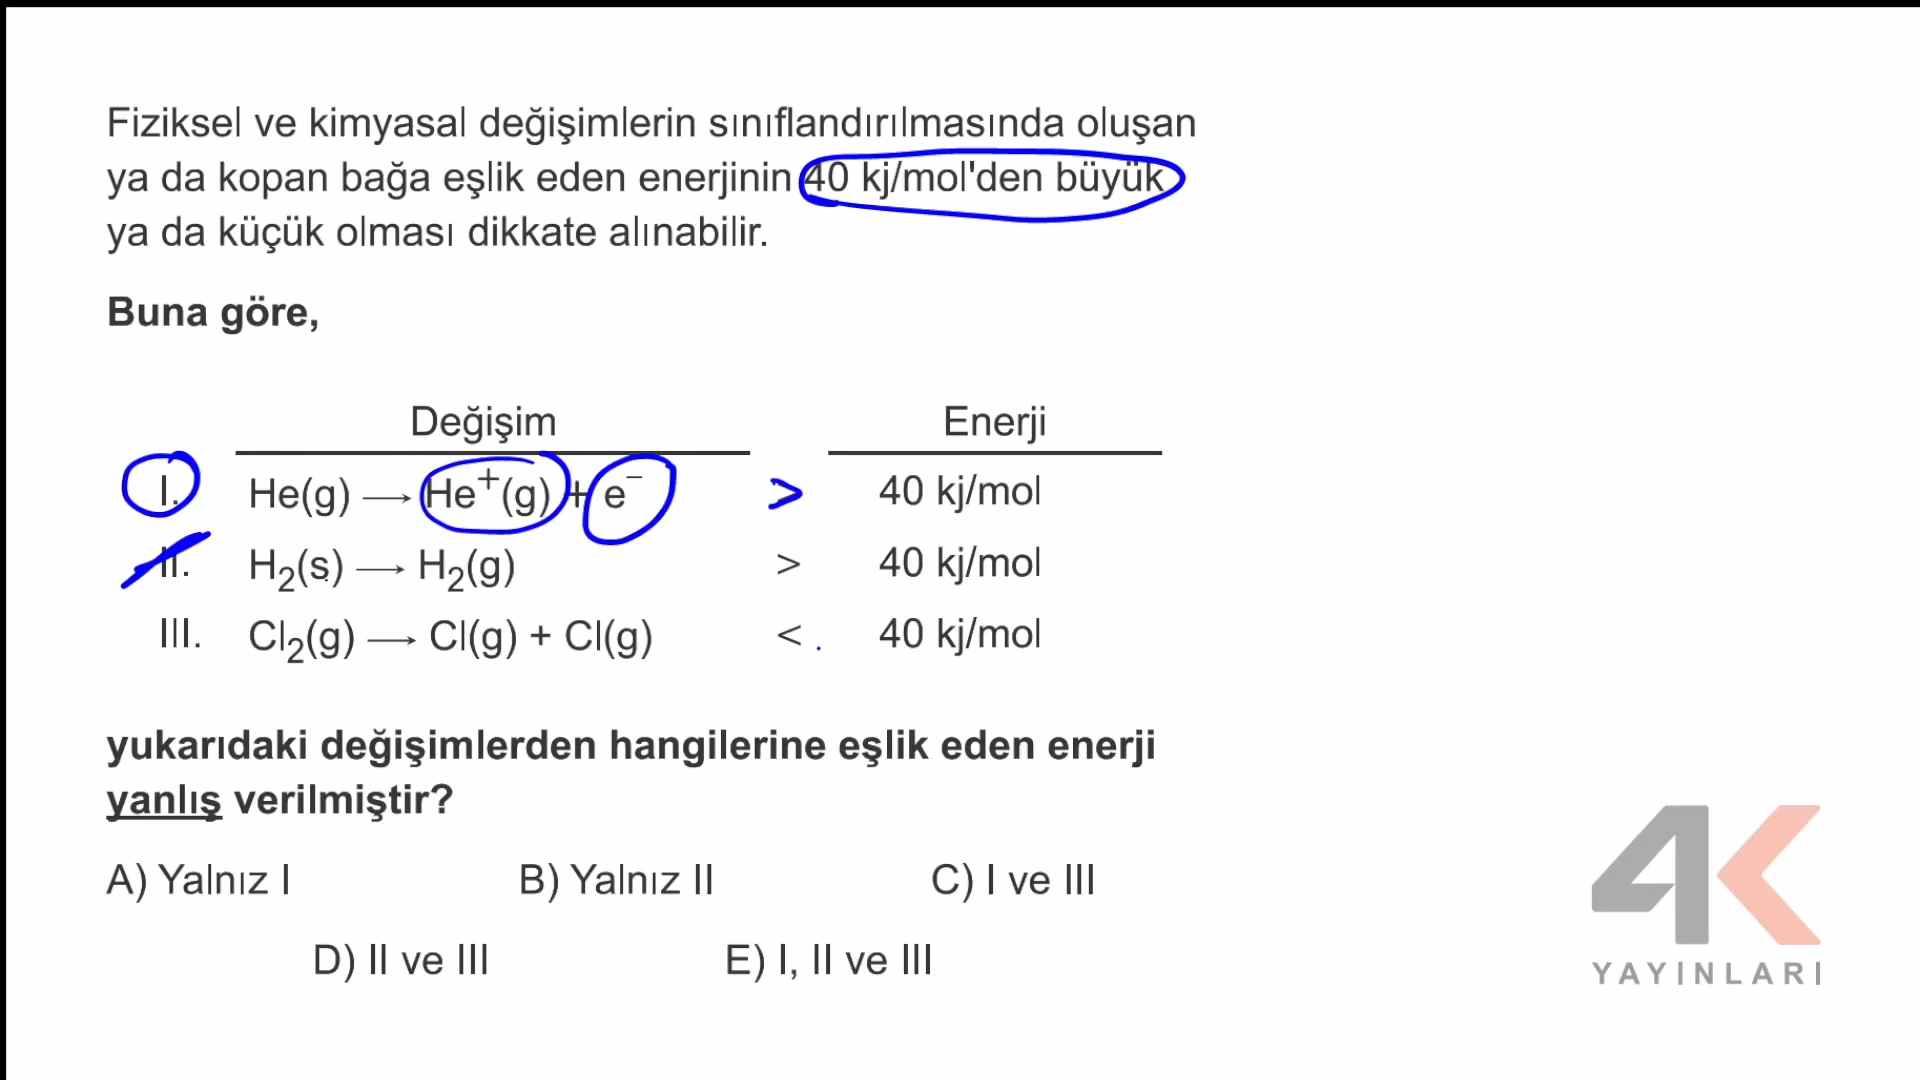 Fiziksel ve kimyasal değişimlerin sınıflandırılmasında oluşan
ya da kopan bağa eşlik eden enerjinin 40 kj/mol'den büyük
ya da küçük olması dikkate alınabilir.
Buna göre,
Değişim Enerji
I. He(g) → He⁺(g) + e⁻ > 40 kj/mol
II. H₂(s) → H₂(g) > 40 kj/mol
III. Cl₂(g) → Cl(g) + Cl(g) < 40 kj/mol
yukarıdaki değişimlerden hangilerine eşlik eden enerji
yanlış verilmiştir?
A) Yalnız I B) Yalnız II C) I ve III
D) II ve III E) I, II ve III
4K
YAYINLARI